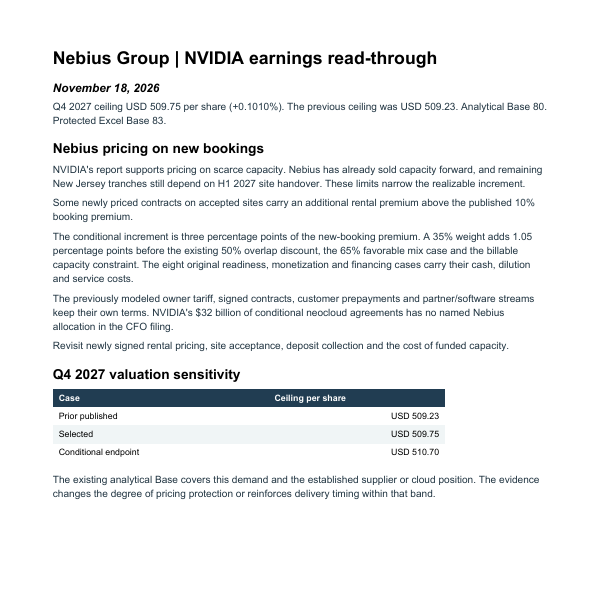 Nebius Group | NVIDIA earnings read-through
November 18, 2026
Q4 2027 ceiling USD 509.75 per share (+0.1010%). The previous ceiling was USD 509.23. Analytical Base 80.
Protected Excel Base 83.
Nebius pricing on new bookings
NVIDIA's report supports pricing on scarce capacity. Nebius has already sold capacity forward, and remaining
New Jersey tranches still depend on H1 2027 site handover. These limits narrow the realizable increment.
Some newly priced contracts on accepted sites carry an additional rental premium above the published 10%
booking premium.
The conditional increment is three percentage points of the new-booking premium. A 35% weight adds 1.05
percentage points before the existing 50% overlap discount, the 65% favorable mix case and the billable
capacity constraint. The eight original readiness, monetization and financing cases carry their cash, dilution
and service costs.
The previously modeled owner tariff, signed contracts, customer prepayments and partner/software streams
keep their own terms. NVIDIA's $32 billion of conditional neocloud agreements has no named Nebius
allocation in the CFO filing.
Revisit newly signed rental pricing, site acceptance, deposit collection and the cost of funded capacity.
Q4 2027 valuation sensitivity
Case Ceiling per share
Prior published USD 509.23
Selected USD 509.75
Conditional endpoint USD 510.70
The existing analytical Base covers this demand and the established supplier or cloud position. The evidence
changes the degree of pricing protection or reinforces delivery timing within that band.